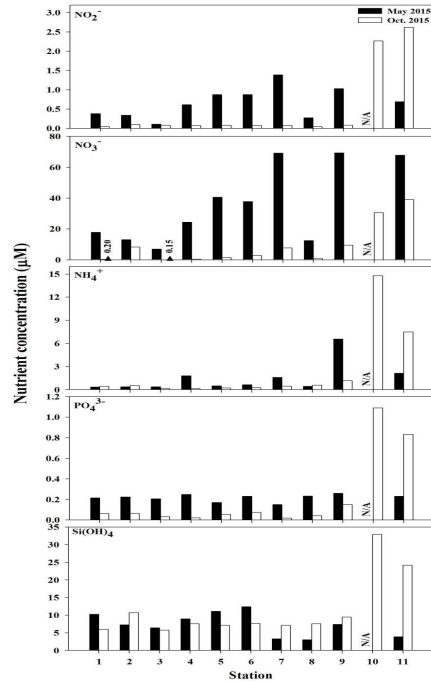 May 2015
Oct. 2015
NO₂⁻
3.0
2.5
2.0
1.5
1.0
0.5
0.0
N/A
NO₃⁻
80
60
40
20
0
0.20
0.15
N/A
NH₄⁺
15
12
9
6
3
0
N/A
PO₄³⁻
1.2
1.0
0.8
0.6
0.4
0.2
0.0
N/A
Si(OH)₄
35
30
25
20
15
10
5
0
N/A
1 2 3 4 5 6 7 8 9 10 11
Station
Nutrient concentration (μM)